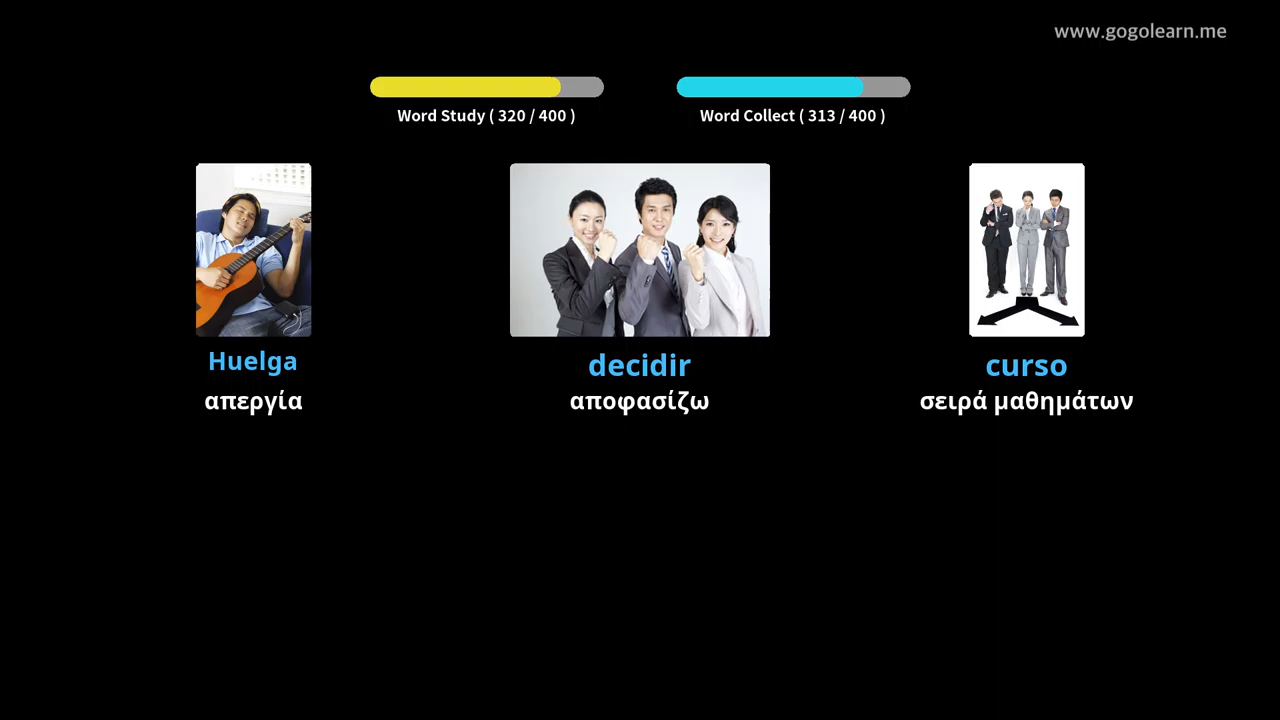 www.gogolearn.me
Word Study ( 320 / 400 )
Word Collect ( 313 / 400 )
Huelga
απεργία
decidir
αποφασίζω
curso
σειρά μαθημάτων